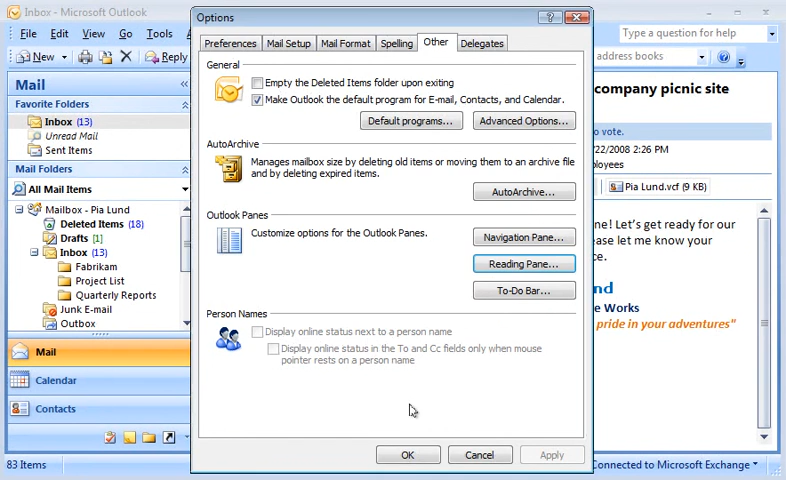 Inbox - Microsoft Outlook
Options
File Edit View Go Tools
Type a question for help
New
Reply
address books
Preferences Mail Setup Mail Format Spelling Other Delegates
General
Empty the Deleted Items folder upon exiting
Make Outlook the default program for E-mail, Contacts, and Calendar.
Default programs... Advanced Options...
AutoArchive
Manages mailbox size by deleting old items or moving them to an archive file
and by deleting expired items.
AutoArchive...
Outlook Panes
Customize options for the Outlook Panes.
Navigation Pane...
Reading Pane...
To-Do Bar...
Person Names
Display online status next to a person name
Display online status in the To and Cc fields only when mouse
pointer rests on a person name
OK Cancel Apply
Mail
Favorite Folders
Inbox (13)
Unread Mail
Sent Items
Mail Folders
All Mail Items
Mailbox - Pia Lund
Deleted Items (18)
Drafts [1]
Inbox (13)
Fabrikam
Project List
Quarterly Reports
Junk E-mail
Outbox
Mail
Calendar
Contacts
83 Items
company picnic site
o vote.
/22/2008 2:26 PM
ployees
Pia Lund.vcf (9 KB)
ne! Let's get ready for our
ease let me know your
ce.
nd
e Works
pride in your adventures"
Connected to Microsoft Exchange